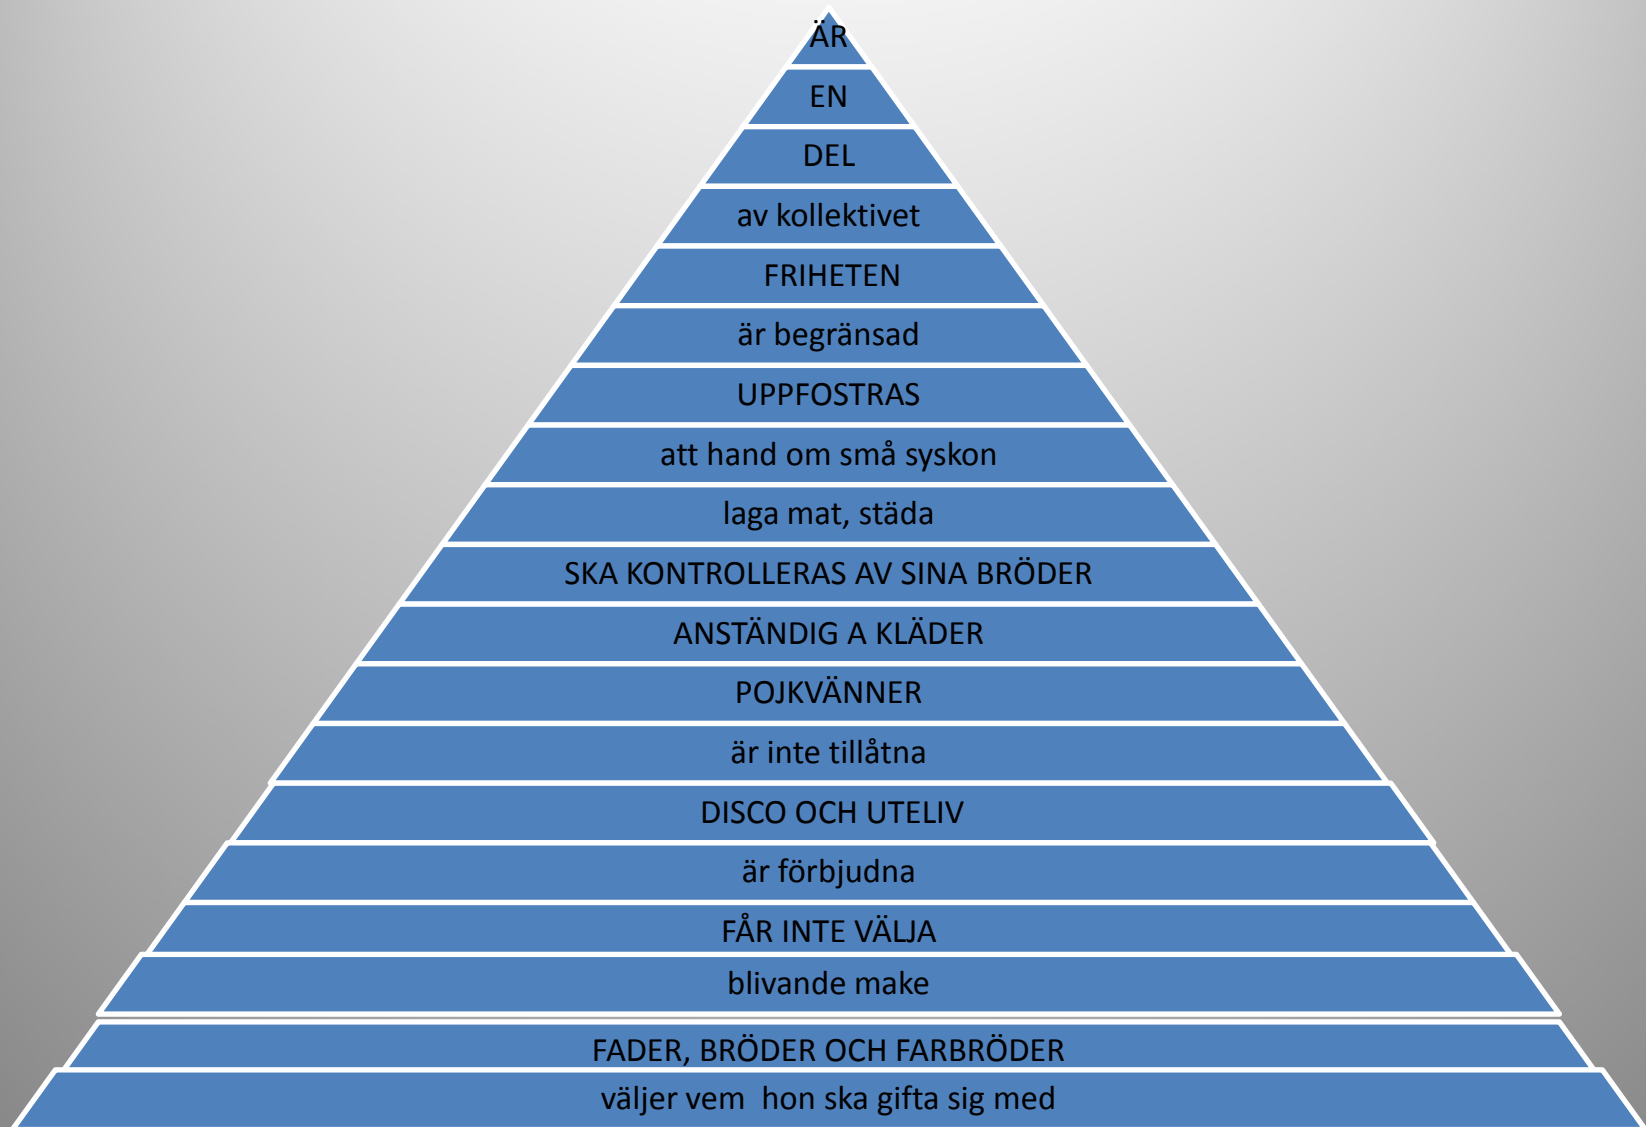 ÄR
EN
DEL
av kollektivet
FRIHETEN
är begränsad
UPPFOSTRAS
att hand om små syskon
laga mat, städa
SKA KONTROLLERAS AV SINA BRÖDER
ANSTÄNDIG A KLÄDER
POJKVÄNNER
är inte tillåtna
DISCO OCH UTELIV
är förbjudna
FÅR INTE VÄLJA
blivande make
FADER, BRÖDER OCH FARBRÖDER
väljer vem  hon ska gifta sig med